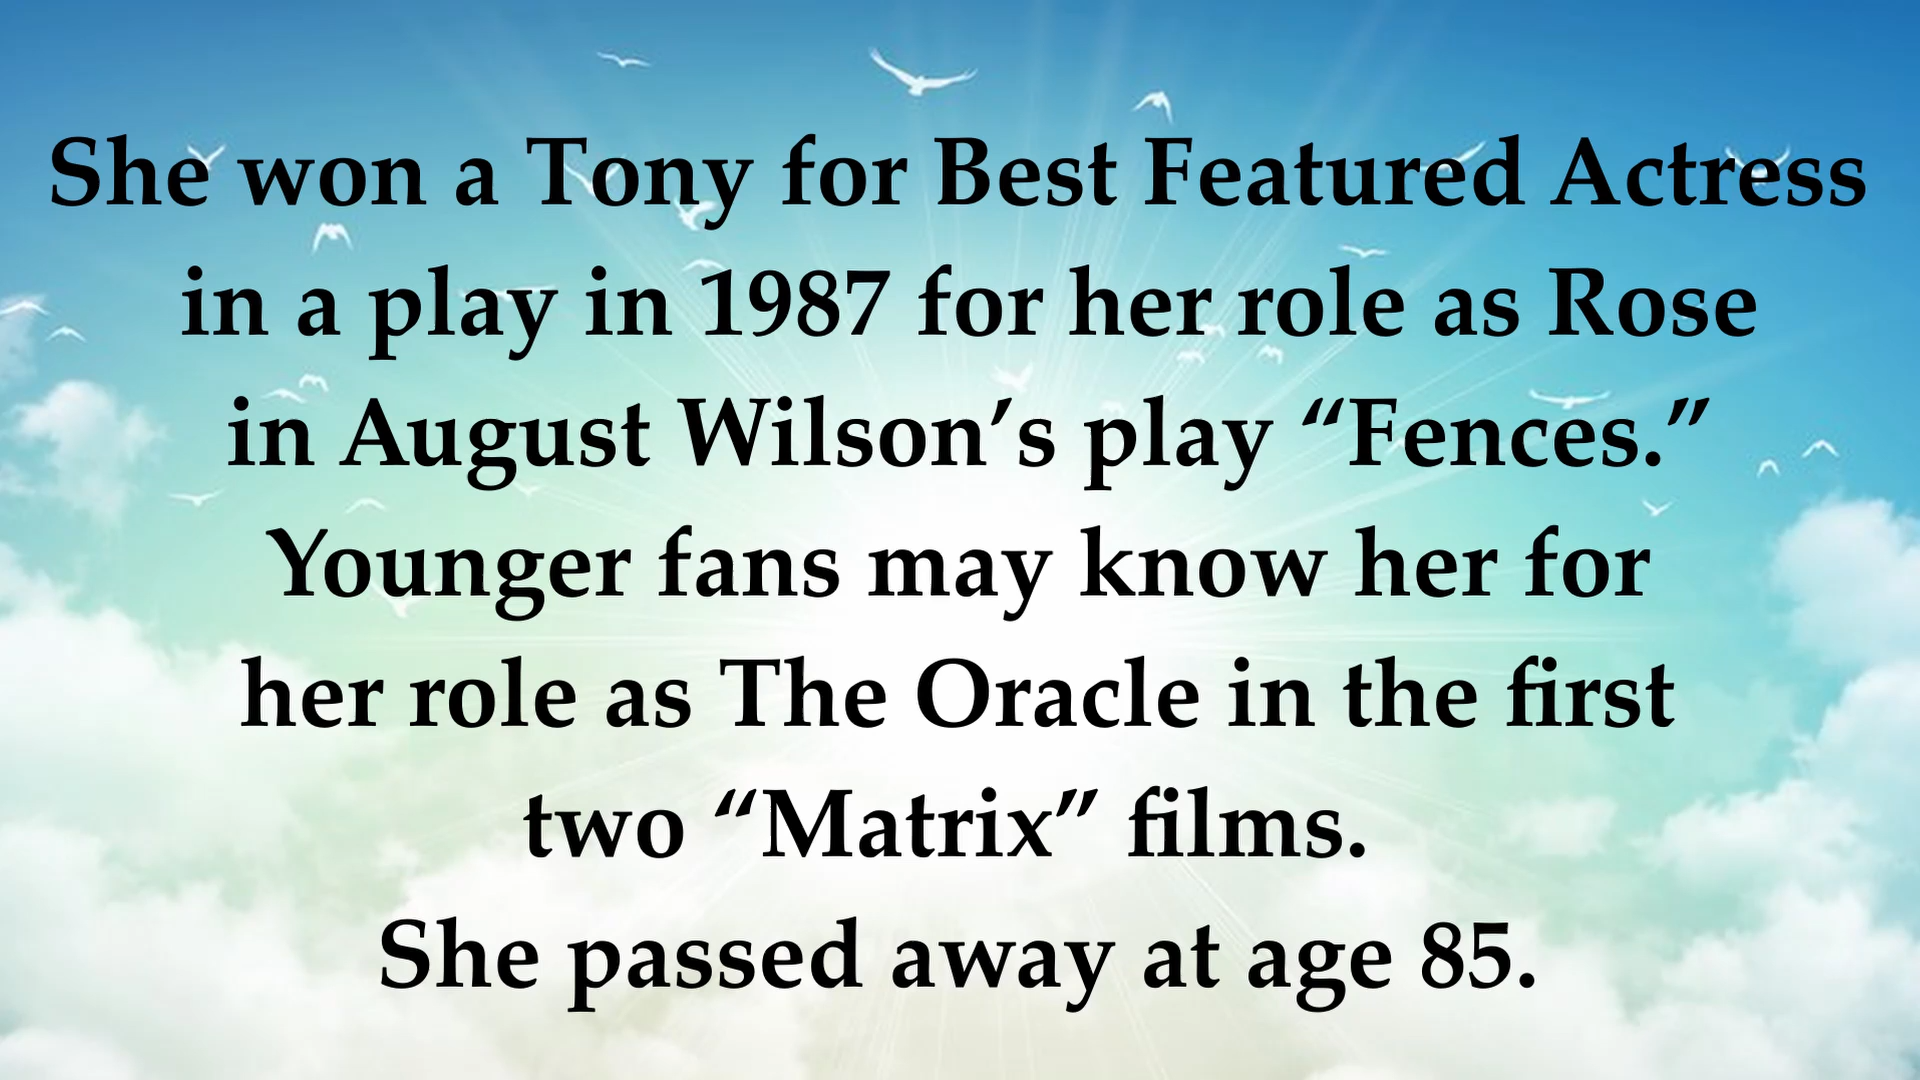 She won a Tony for Best Featured Actress
in a play in 1987 for her role as Rose
in August Wilson’s play “Fences.”
Younger fans may know her for
her role as The Oracle in the first
two “Matrix” films.
She passed away at age 85.